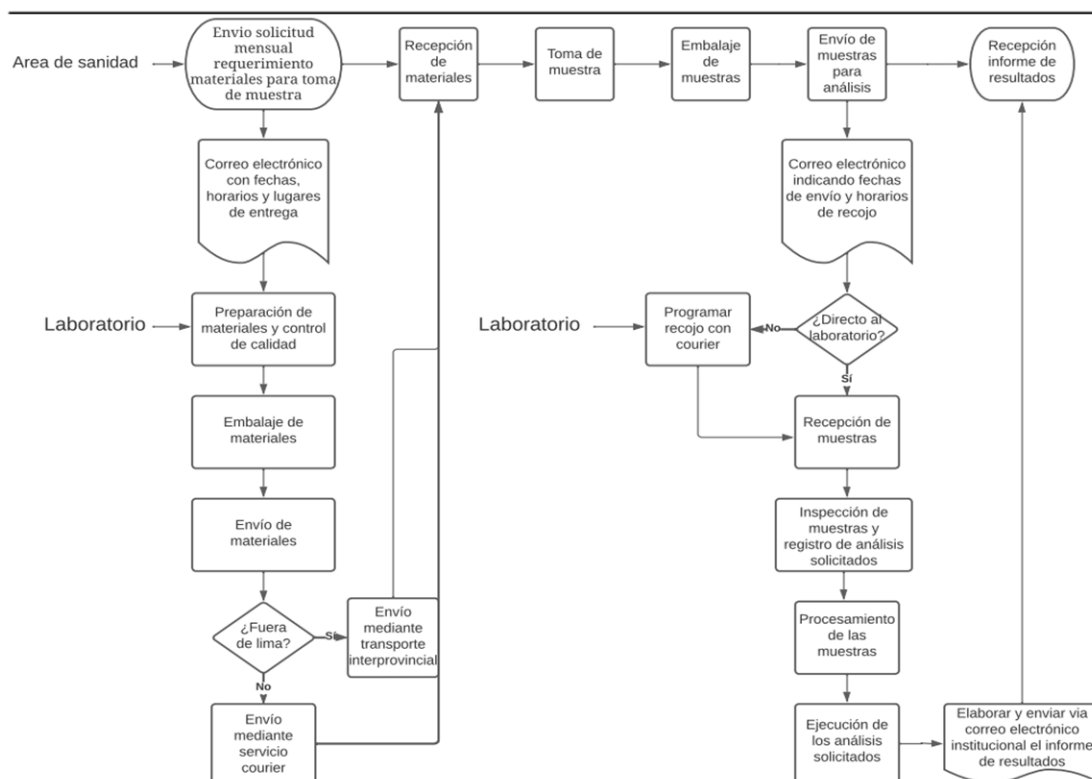 Area de sanidad
Envio solicitud
mensual
requerimiento
materiales para toma
de muestra
Recepción
de
materiales
Toma de
muestra
Embalaje
de
muestras
Envío de
muestras
para
análisis
Recepción
informe de
resultados
Correo electrónico
con fechas,
horarios y lugares
de entrega
Correo electrónico
indicando fechas
de envío y horarios
de recojo
Laboratorio
Preparación de
materiales y control
de calidad
Laboratorio
Programar
recojo con
courier
No
¿Directo al
laboratorio?
Sí
Embalaje de
materiales
Recepción de
muestras
Envío de
materiales
Inspección de
muestras y
registro de análisis
solicitados
¿Fuera
de lima?
Sí
Envío
mediante
transporte
interprovincial
Procesamiento
de las
muestras
No
Envío
mediante
servicio
courier
Ejecución de
los análisis
solicitados
Elaborar y enviar via
correo electrónico
institucional el informe
de resultados